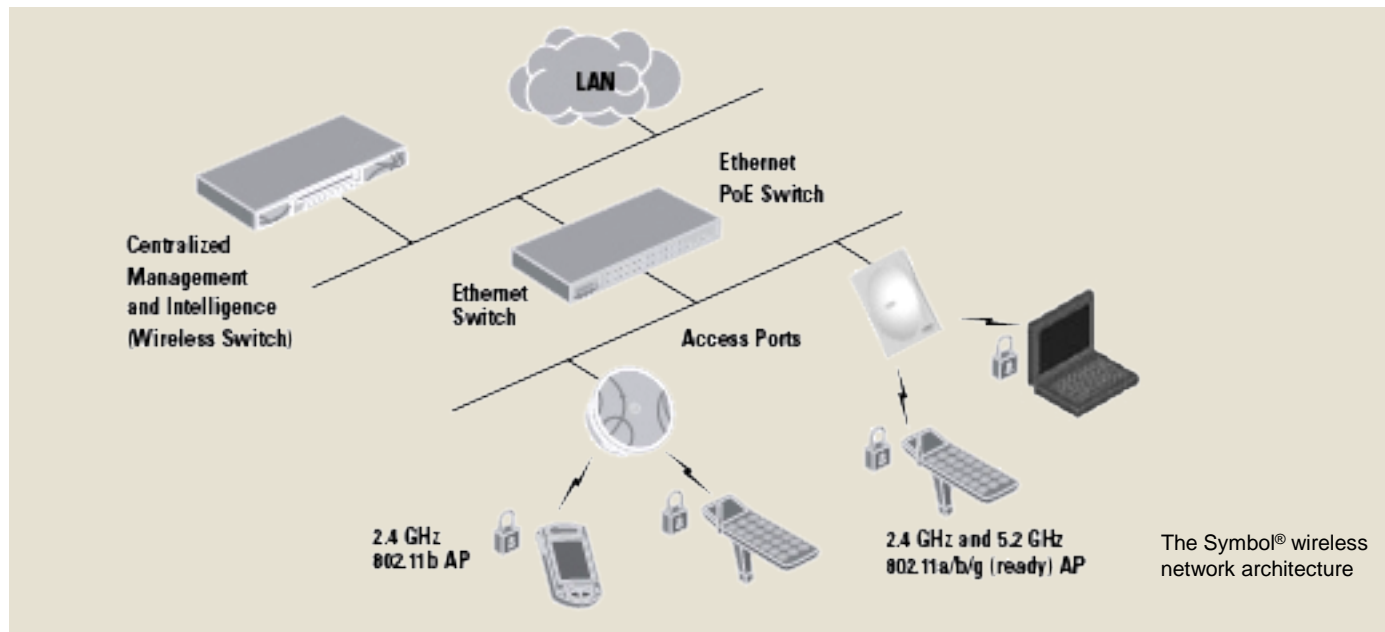 LAN
Ethernet
PoE Switch
Centralized
Management
and Intelligence
(Wireless Switch)
Ethernet
Switch
Access Ports
2.4 GHz
802.11b AP
2.4 GHz and 5.2 GHz
802.11a/b/g (ready) AP
The Symbol® wireless
network architecture